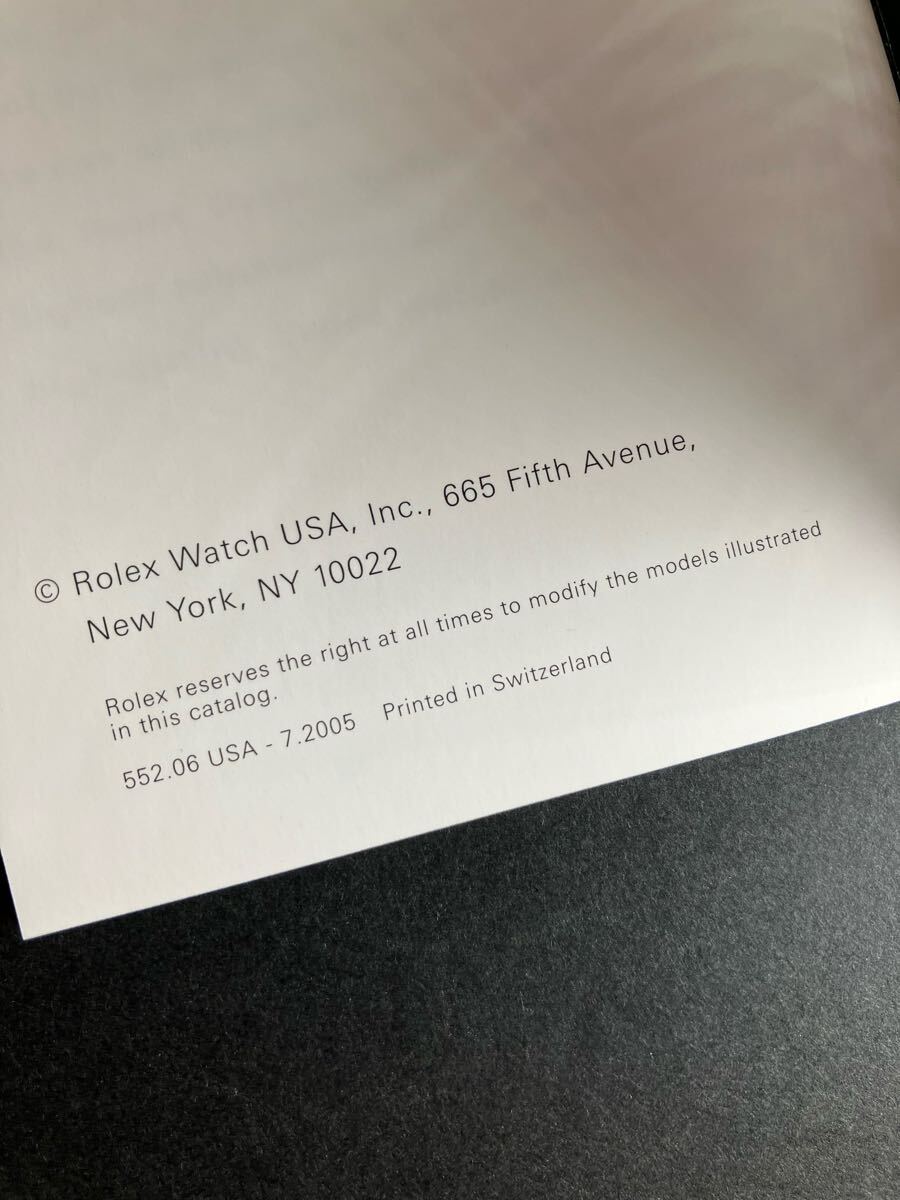 © Rolex Watch USA, Inc., 665 Fifth Avenue,
New York, NY 10022
Rolex reserves the right at all times to modify the models illustrated
in this catalog.
552.06 USA - 7.2005 Printed in Switzerland